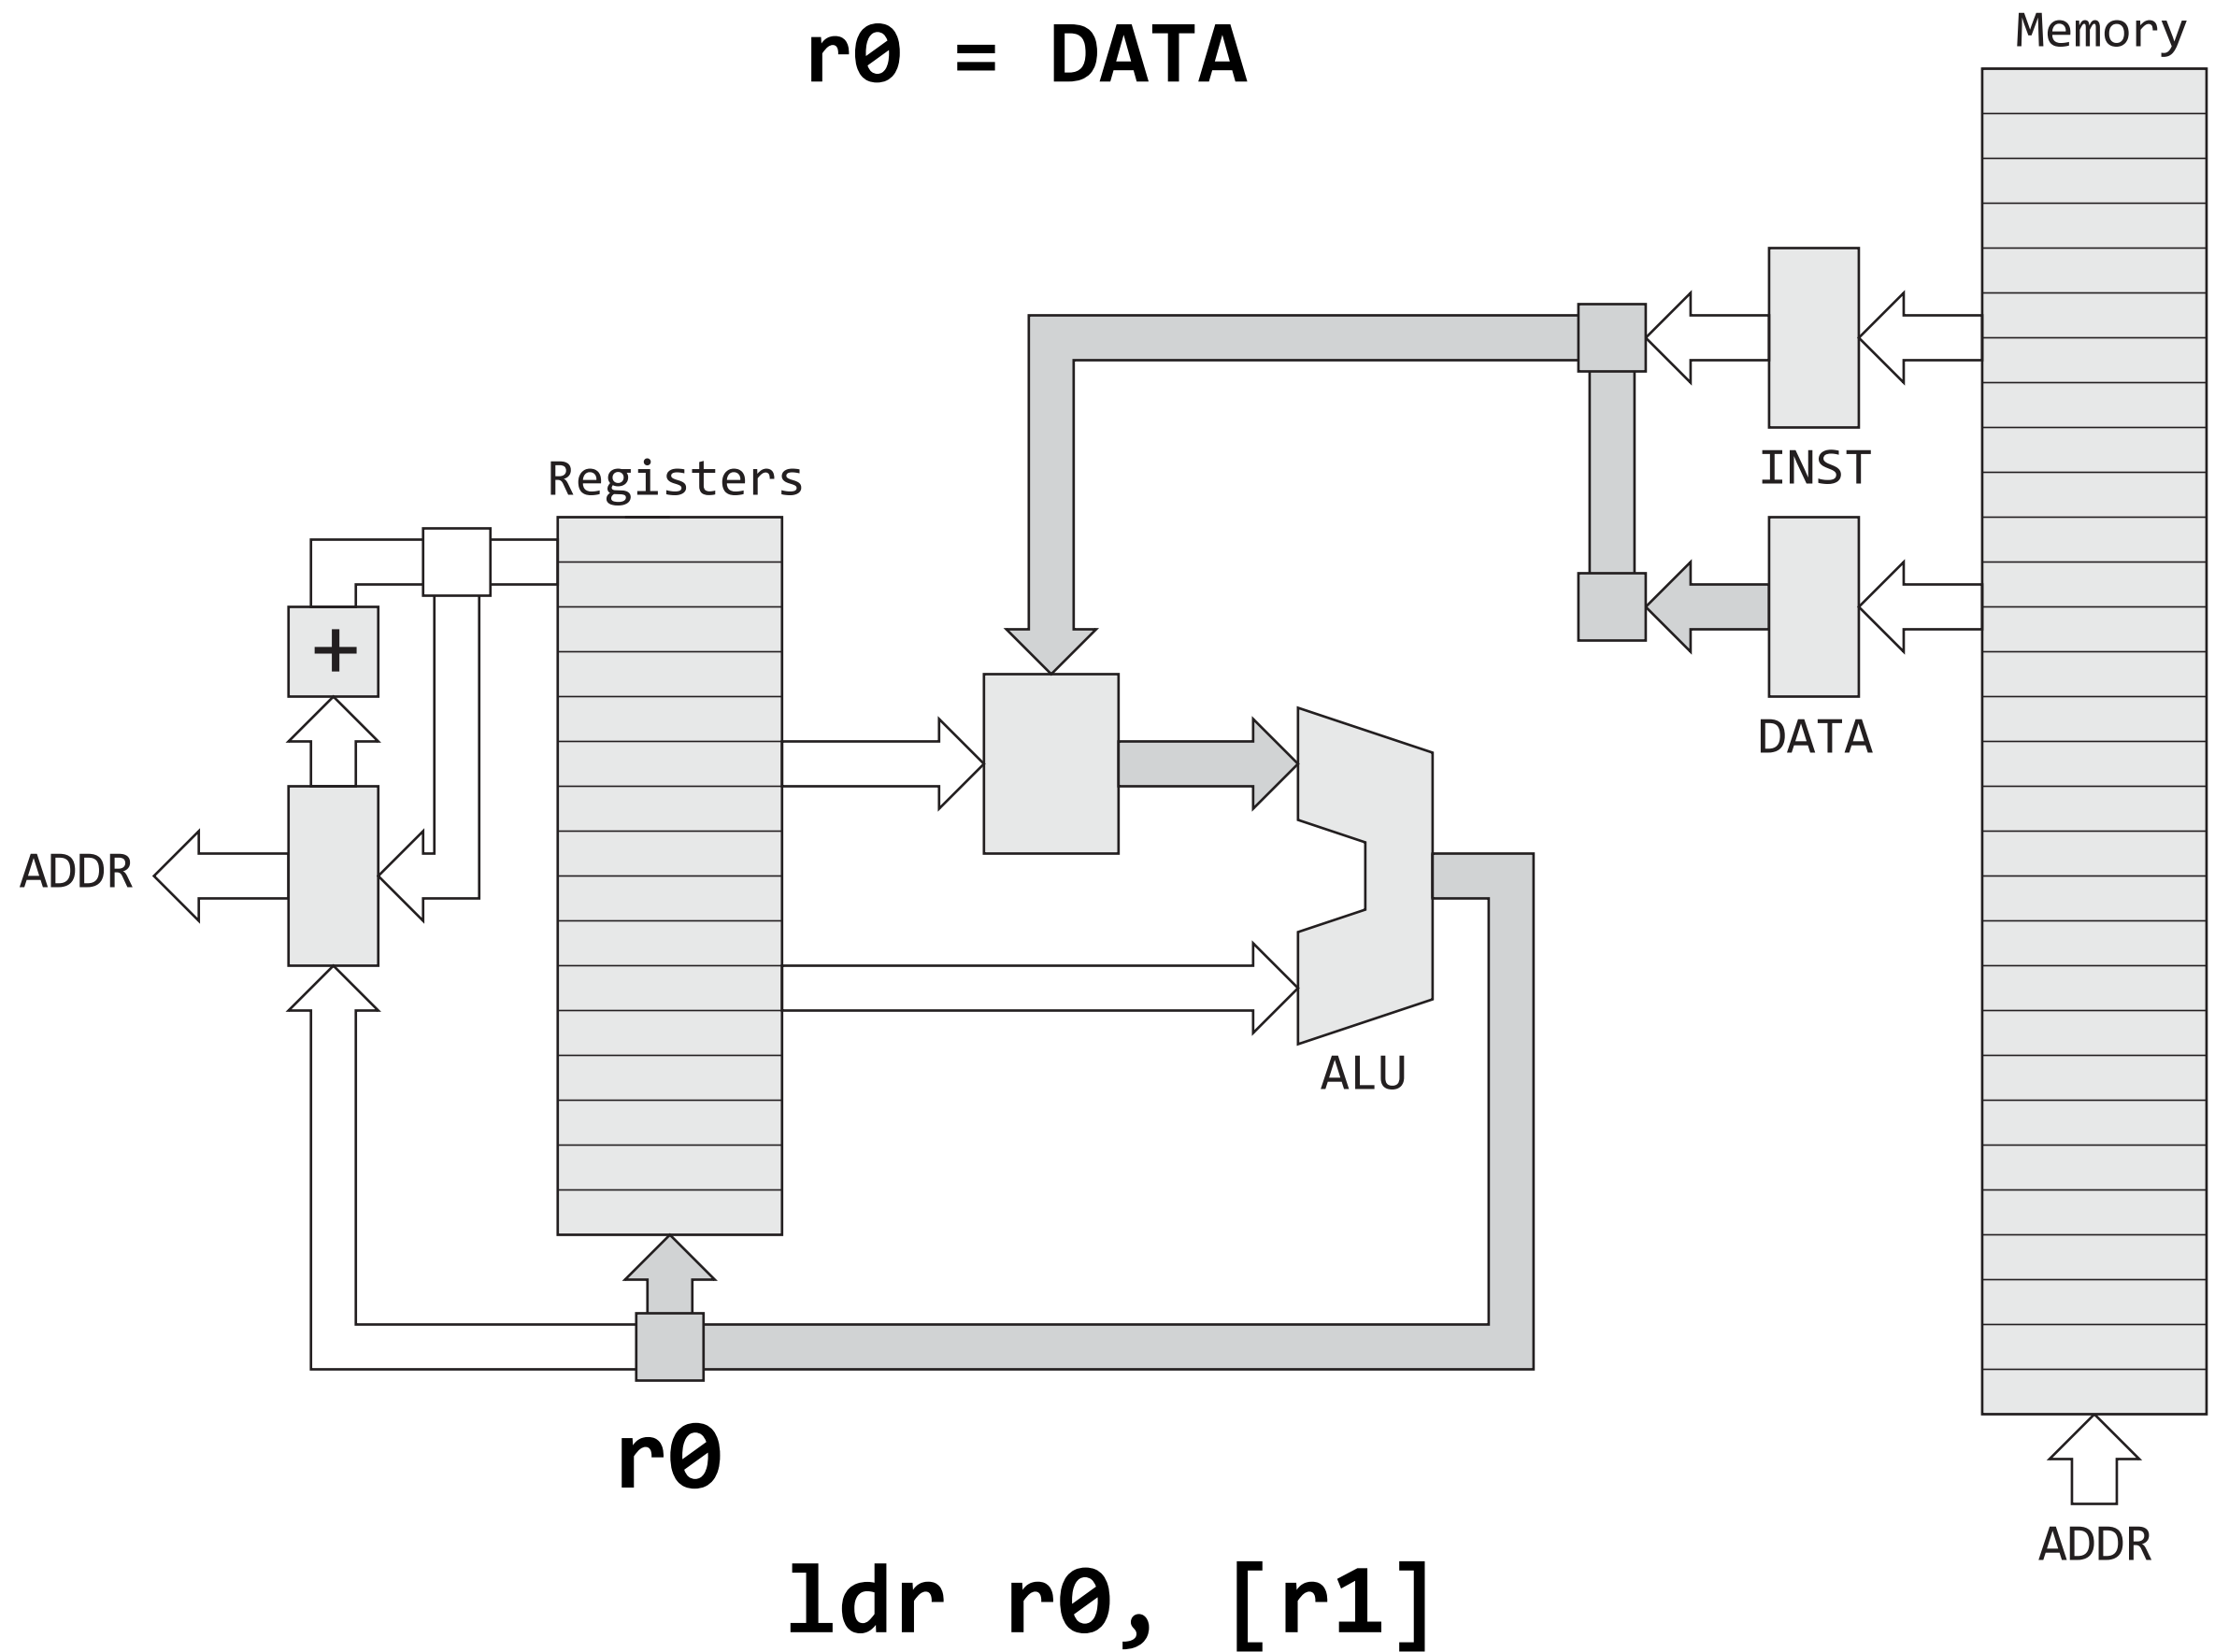 r0 = DATA
Memory
INST
Registers
+
DATA
ADDR
ALU
r0
ADDR
ldr r0, [r1]